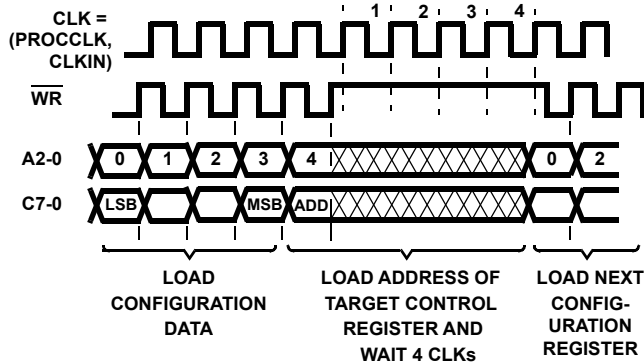 CLK =
(PROCCLK,
CLKIN)
1 2 3 4
WR
A2-0 0 1 2 3 4 0 2
C7-0 LSB MSB ADD
LOAD
CONFIGURATION
DATA
LOAD ADDRESS OF
TARGET CONTROL
REGISTER AND
WAIT 4 CLKs
LOAD NEXT
CONFIG-
URATION
REGISTER